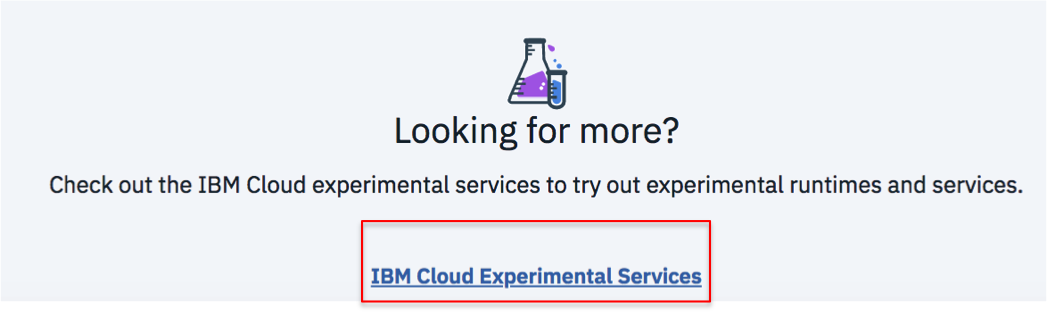 Looking for more?
Check out the IBM Cloud experimental services to try out experimental runtimes and services.
IBM Cloud Experimental Services